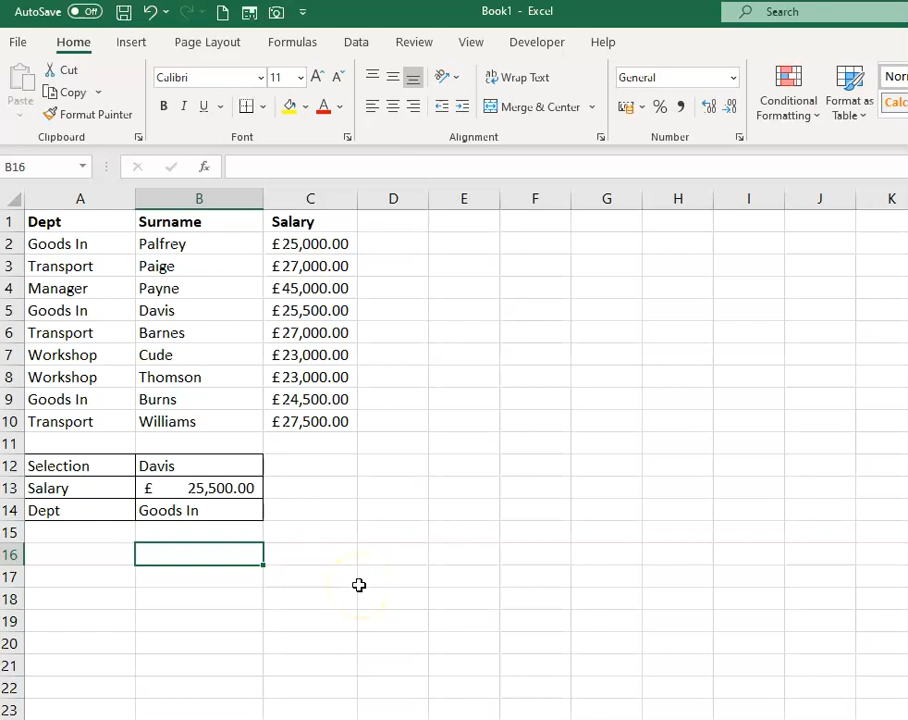 AutoSave Off Book1 - Excel Search
File Home Insert Page Layout Formulas Data Review View Developer Help
Paste Cut Copy Format Painter
Calibri 11 A A ab Wrap Text General Conditional Formatting Format as Table
B I U A Merge & Center % , Calc
Clipboard Font Alignment Number
B16 fx
A B C D E F G H I J K
1 Dept Surname Salary
2 Goods In Palfrey £25,000.00
3 Transport Paige £27,000.00
4 Manager Payne £45,000.00
5 Goods In Davis £25,500.00
6 Transport Barnes £27,000.00
7 Workshop Cude £23,000.00
8 Workshop Thomson £23,000.00
9 Goods In Burns £24,500.00
10 Transport Williams £27,500.00
11
12 Selection Davis
13 Salary £ 25,500.00
14 Dept Goods In
15
16
17
18
19
20
21
22
23